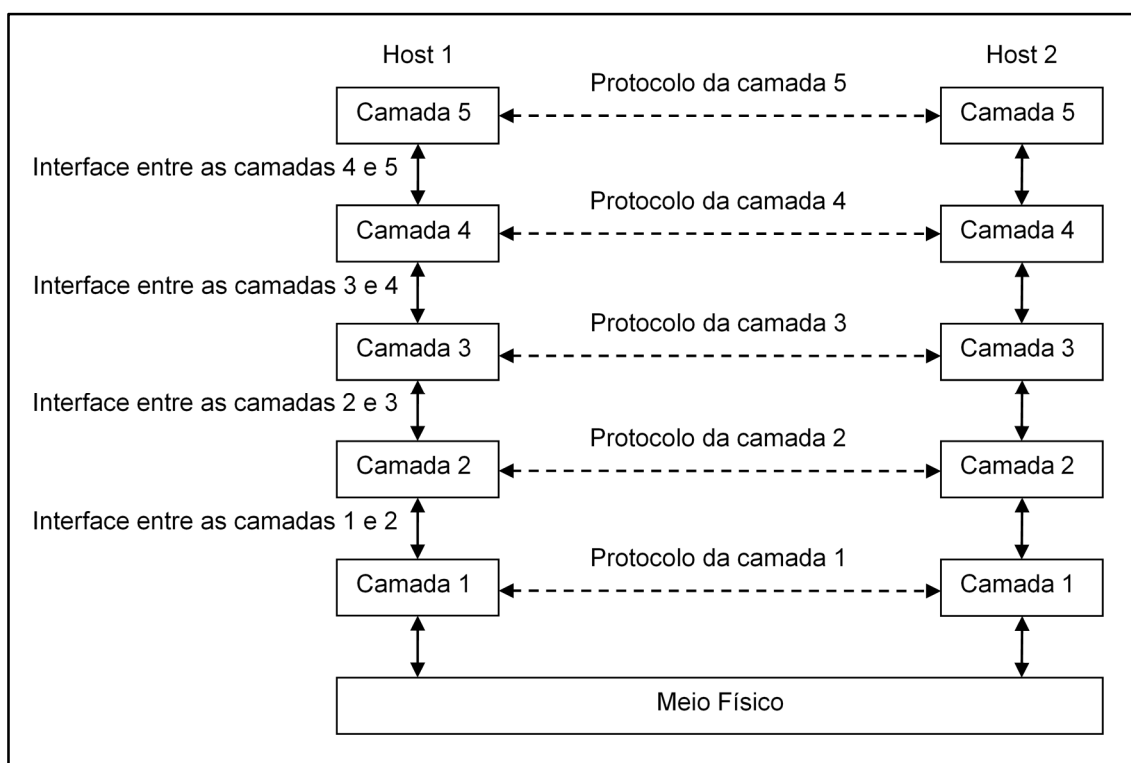 Host 1
Host 2
Protocolo da camada 5
Camada 5
Camada 5
Interface entre as camadas 4 e 5
Protocolo da camada 4
Camada 4
Camada 4
Interface entre as camadas 3 e 4
Protocolo da camada 3
Camada 3
Camada 3
Interface entre as camadas 2 e 3
Protocolo da camada 2
Camada 2
Camada 2
Interface entre as camadas 1 e 2
Protocolo da camada 1
Camada 1
Camada 1
Meio Físico